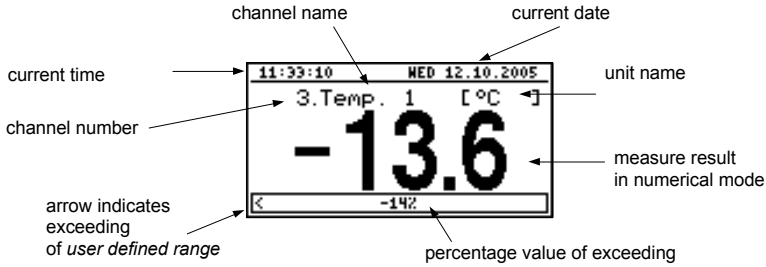 channel name
current date
current time
11:33:10 WED 12.10.2005
unit name
3.Temp. 1 [°C ]
channel number
-13.6
measure result
in numerical mode
arrow indicates
exceeding
of user defined range
< -14%
percentage value of exceeding